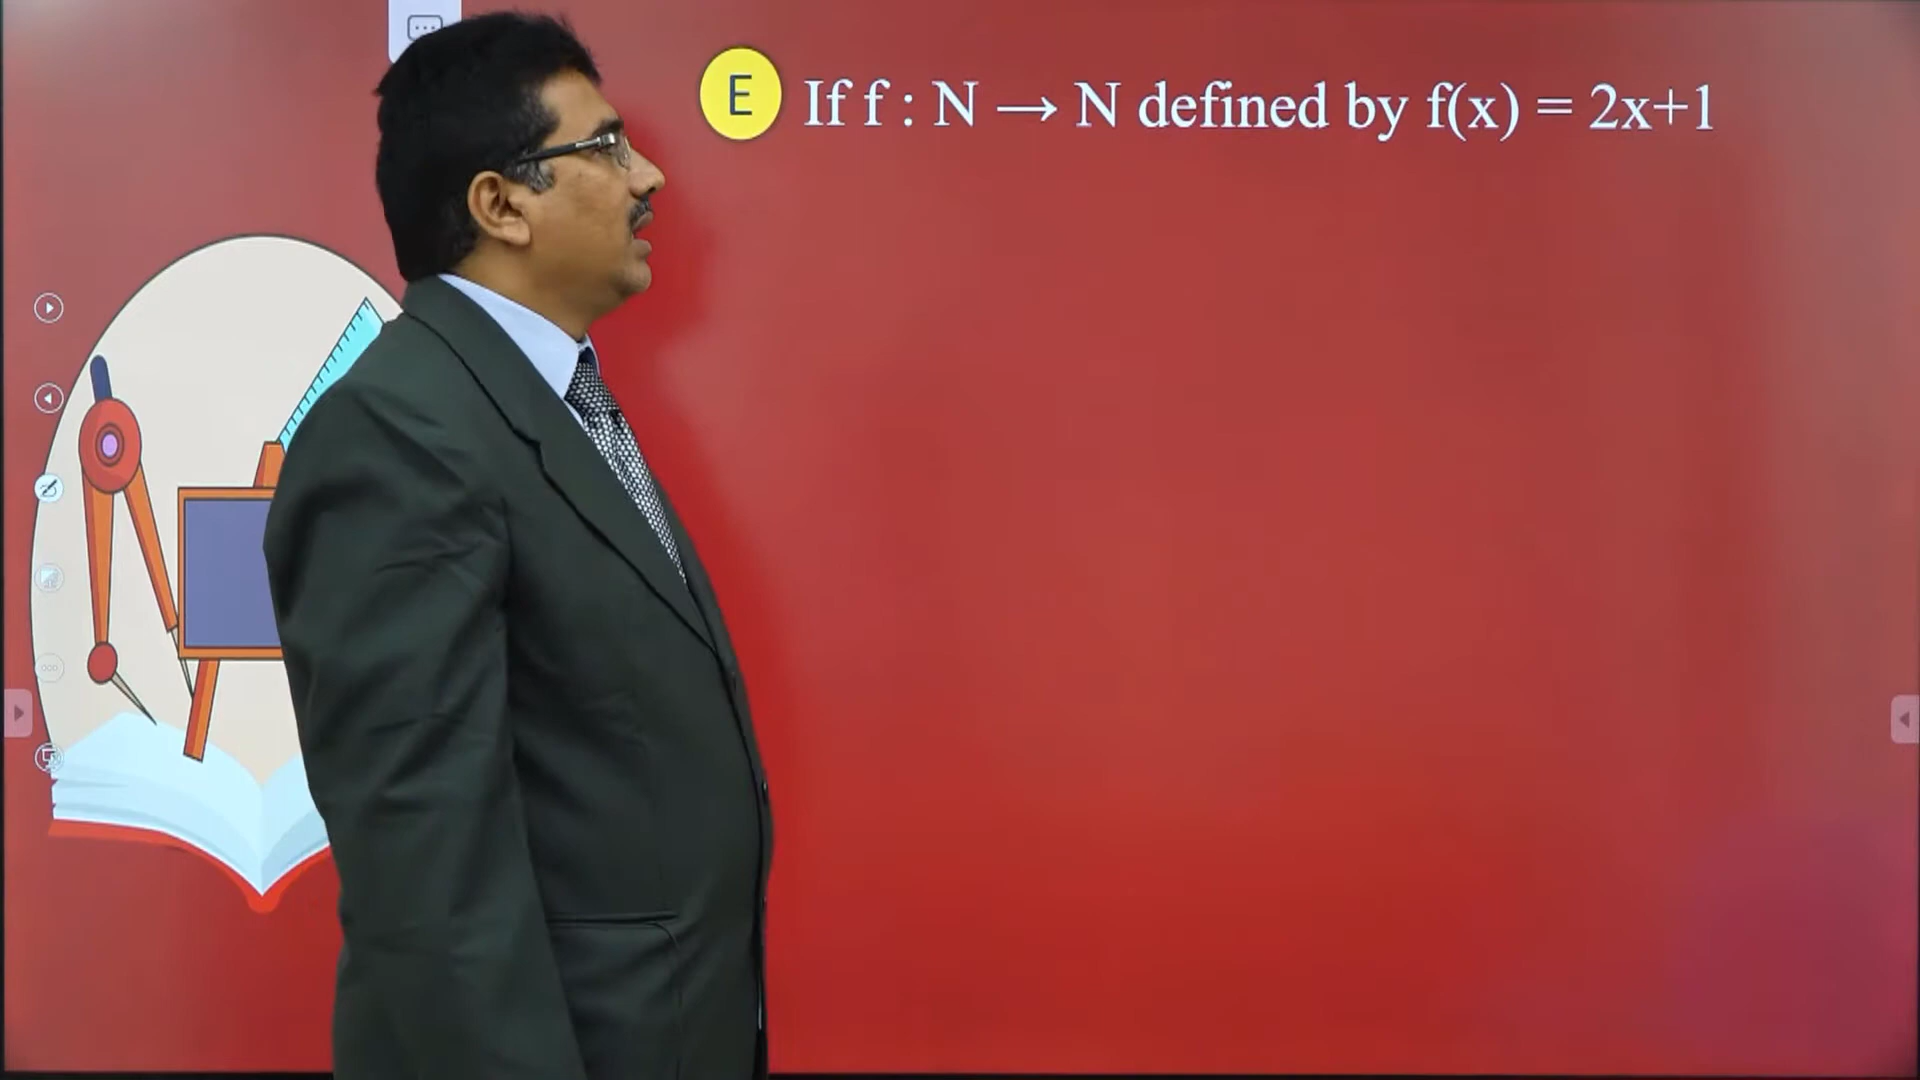 E If f : N → N defined by f(x) = 2x+1